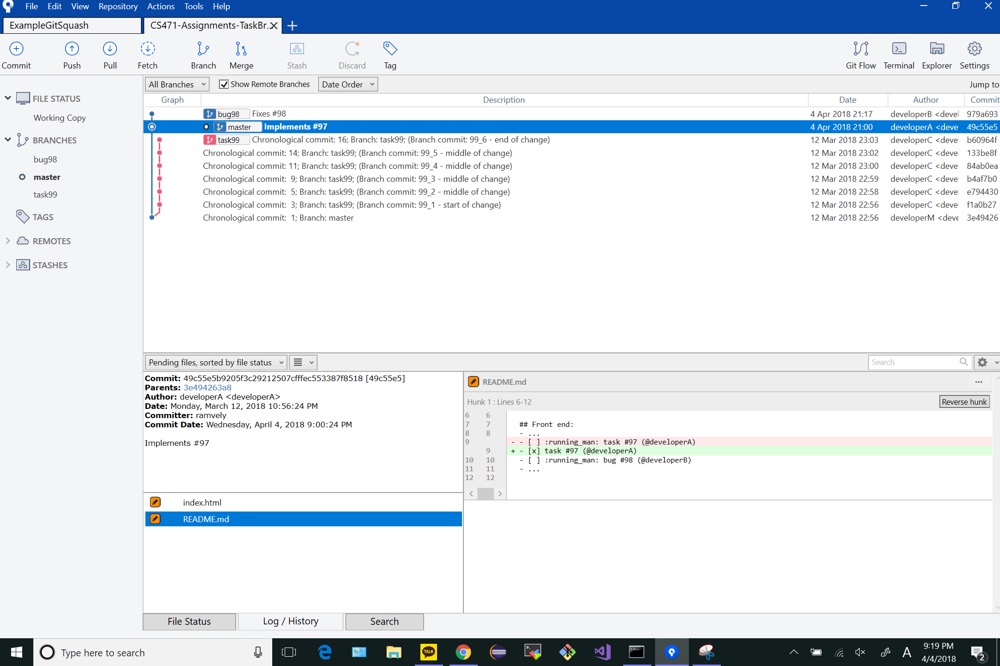 File Edit View Repository Actions Tools Help
ExampleGitSquash CS471-Assignments-TaskBr..
Commit Push Pull Fetch Branch Merge Stash Discard Tag Git Flow Terminal Explorer Settings
All Branches Show Remote Branches Date Order Jump to
FILE STATUS
Working Copy
BRANCHES
bug98
master
task99
TAGS
REMOTES
STASHES
Graph Description Date Author Commit
bug98 Fixes #98 4 Apr 2018 21:17 developerB <devel 979a693
master Implements #97 4 Apr 2018 21:00 developerA <deve 49c55e5
task99 Chronological commit: 16; Branch: task99; (Branch commit: 99_6 - end of change) 12 Mar 2018 23:03 developerC <devel b60964f
Chronological commit: 14; Branch: task99; (Branch commit: 99_5 - middle of change) 12 Mar 2018 23:02 developerC <devel 133be8f
Chronological commit: 11; Branch: task99; (Branch commit: 99_4 - middle of change) 12 Mar 2018 23:00 developerC <devel 84ab0ea
Chronological commit:  9; Branch: task99; (Branch commit: 99_3 - middle of change) 12 Mar 2018 22:59 developerC <devel b4af7b0
Chronological commit:  5; Branch: task99; (Branch commit: 99_2 - middle of change) 12 Mar 2018 22:58 developerC <devel e794430
Chronological commit:  3; Branch: task99; (Branch commit: 99_1 - start of change) 12 Mar 2018 22:56 developerC <devel f1a0b27
Chronological commit:  1; Branch: master 12 Mar 2018 22:56 developerM <deve 3e49426
Pending files, sorted by file status Search
Commit: 49c55e5b9205f3c29212507cfffec553387f8518 [49c55e5]
Parents: 3e494263a8
Author: developerA <developerA>
Date: Monday, March 12, 2018 10:56:24 PM
Committer: ramvely
Commit Date: Wednesday, April 4, 2018 9:00:24 PM
Implements #97
index.html
README.md
README.md ...
Hunk 1 : Lines 6-12 Reverse hunk
6 6
7 7 ## Front end:
8 8 - ...
9 - - [ ] :running_man: task #97 (@developerA)
9 + - [x] task #97 (@developerA)
10 10 - [ ] :running_man: bug #98 (@developerB)
11 11 - ...
12 12
File Status Log / History Search
Type here to search TALK A 9:19 PM
4/4/2018 2